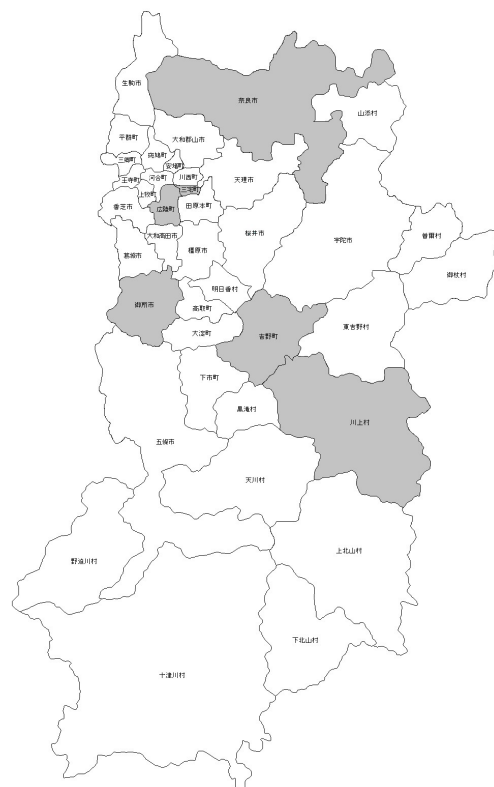 生駒市
奈良市
山添村
平群町
大和郡山市
斑鳩町
三郷町
安堵町
王寺町
河合町
川西町
天理市
三宅町
上牧町
香芝市
広陵町
田原本町
桜井市
宇陀市
曽爾村
大和高田市
葛城市
橿原市
御杖村
明日香村
御所市
高取町
大淀町
吉野町
東吉野村
下市町
黒滝村
川上村
五條市
天川村
上北山村
野迫川村
下北山村
十津川村